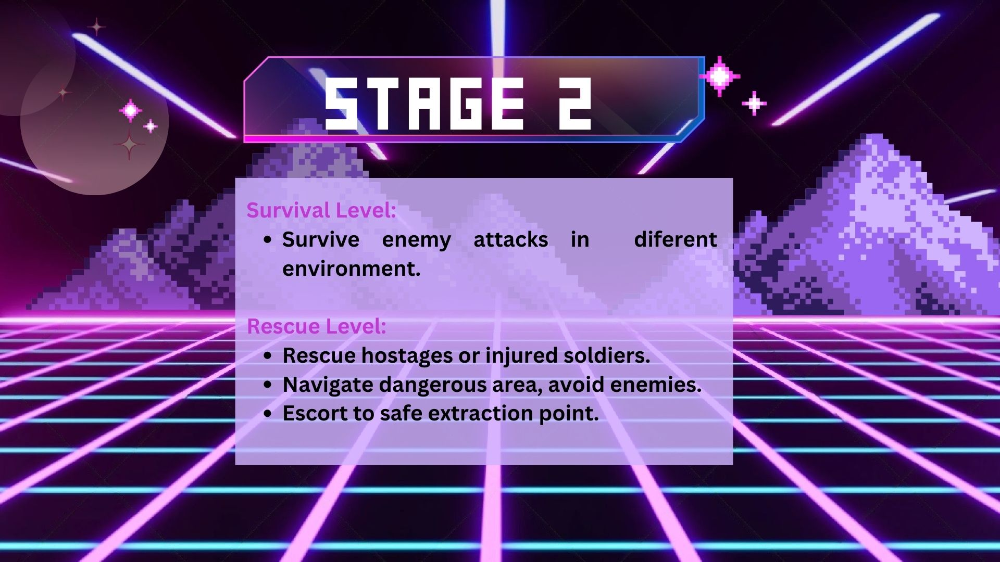 STAGE 2
Survival Level:
• Survive enemy attacks in diferent
environment.
Rescue Level:
• Rescue hostages or injured soldiers.
• Navigate dangerous area, avoid enemies.
• Escort to safe extraction point.